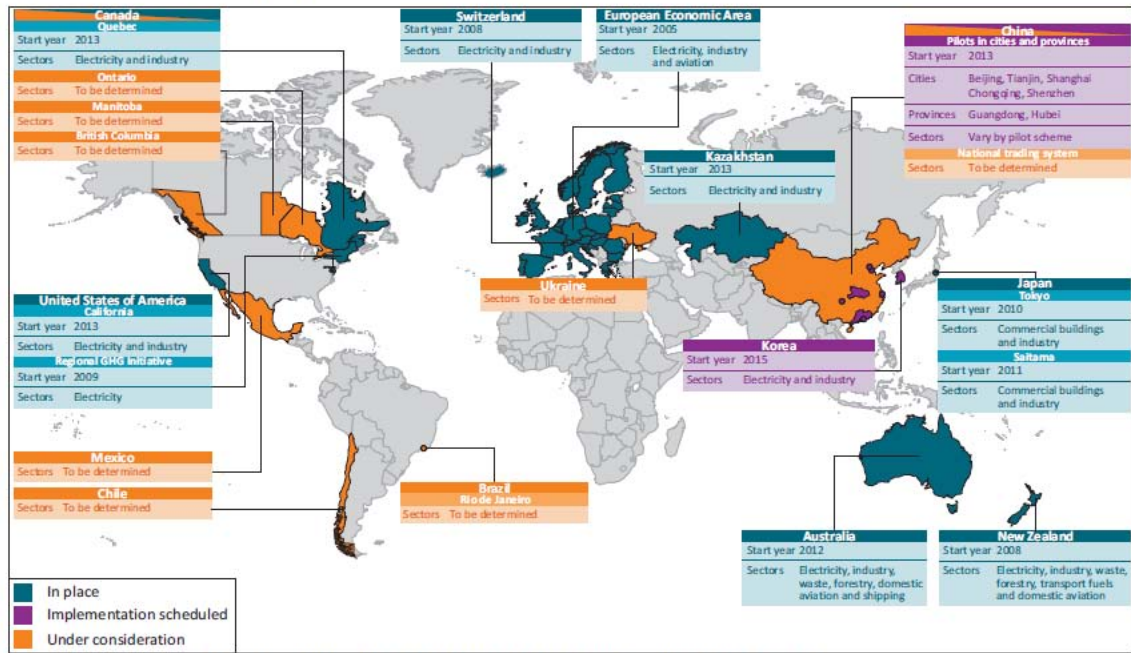 Canada
Quebec
Start year 2013
Sectors Electricity and industry
Ontario
Sectors To be determined
Manitoba
Sectors To be determined
British Columbia
Sectors To be determined
Switzerland
Start year 2008
Sectors Electricity and industry
European Economic Area
Start year 2005
Sectors Electricity, industry
and aviation
China
Pilots in cities and provinces
Start year 2013
Cities Beijing, Tianjin, Shanghai
Chongqing, Shenzhen
Provinces Guangdong, Hubei
Sectors Vary by pilot scheme
National trading system
Sectors To be determined
Kazakhstan
Start year 2013
Sectors Electricity and industry
Ukraine
Sectors To be determined
United States of America
California
Start year 2013
Sectors Electricity and industry
Regional GHG Initiative
Start year 2009
Sectors Electricity
Japan
Tokyo
Start year 2010
Sectors Commercial buildings
and industry
Saitama
Start year 2011
Sectors Commercial buildings
and industry
Korea
Start year 2015
Sectors Electricity and industry
Mexico
Sectors To be determined
Chile
Sectors To be determined
Brazil
Rio de Janeiro
Sectors To be determined
Australia
Start year 2012
Sectors Electricity, industry,
waste, forestry, domestic
aviation and shipping
New Zealand
Start year 2008
Sectors Electricity, industry, waste,
forestry, transport fuels
and domestic aviation
In place
Implementation scheduled
Under consideration